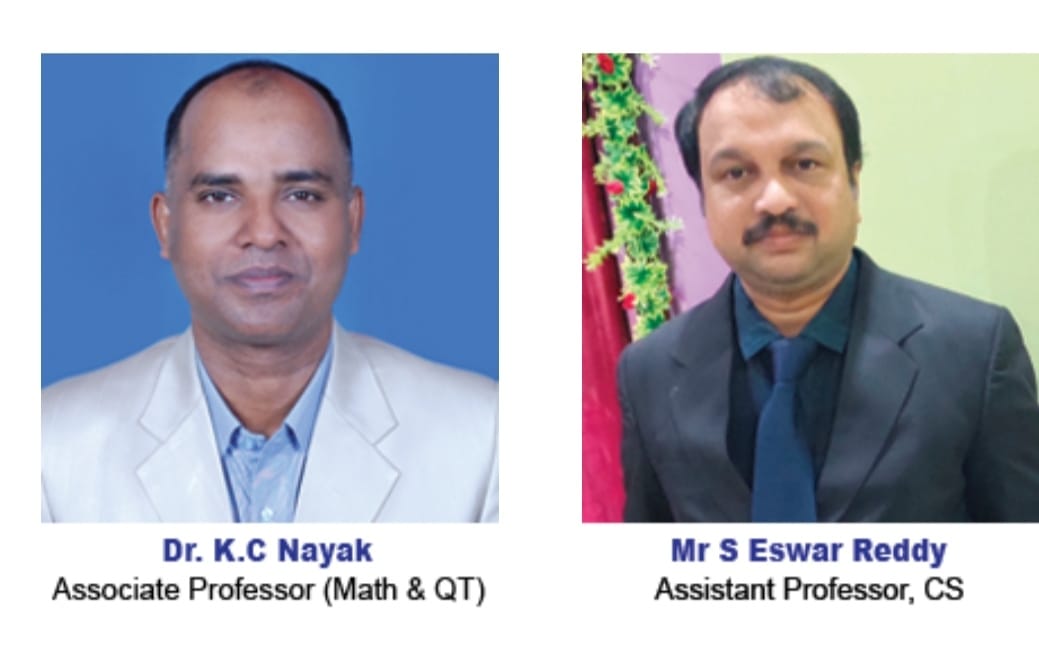 Dr. K.C Nayak
Associate Professor (Math & QT)
Mr S Eswar Reddy
Assistant Professor, CS